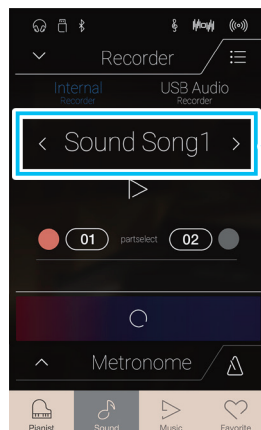 Recorder
Internal
Recorder
USB Audio
Recorder
< Sound Song1 >
01 partselect 02
Metronome
Pianist Sound Music Favorite